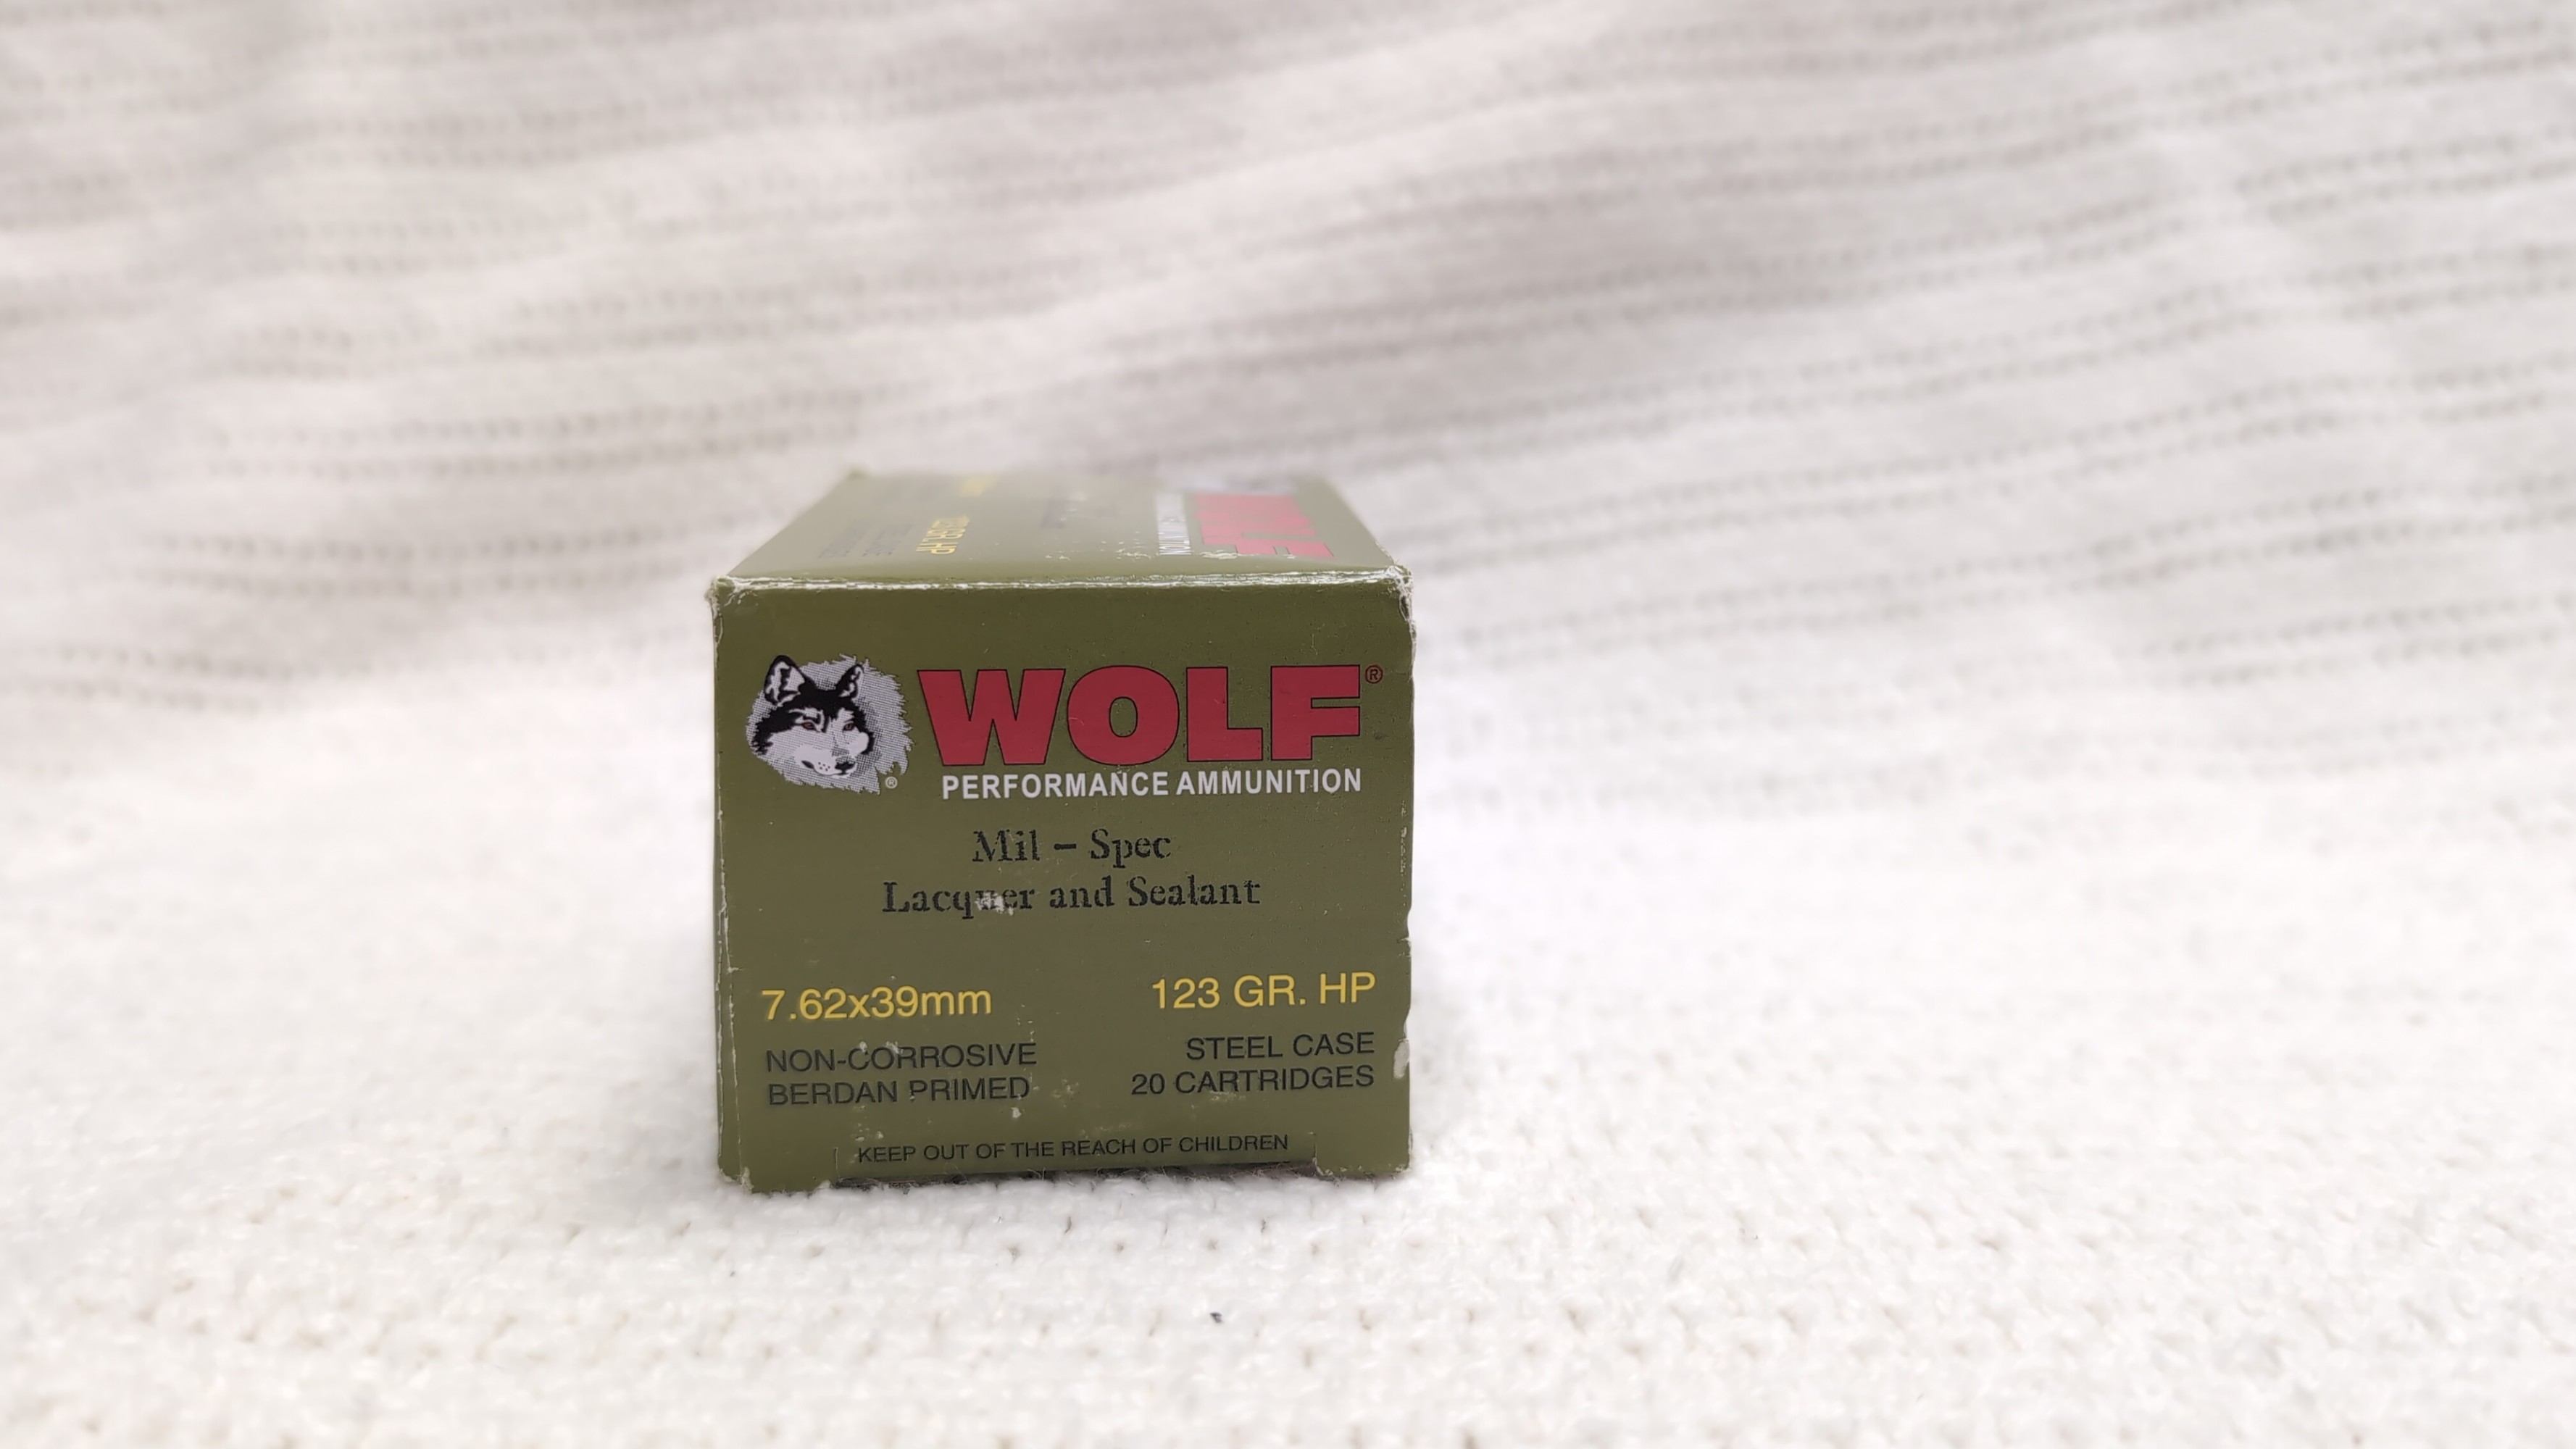 WOLF®
PERFORMANCE AMMUNITION
®
Mil – Spec
Lacquer and Sealant
7.62x39mm 123 GR. HP
NON-CORROSIVE STEEL CASE
BERDAN PRIMED 20 CARTRIDGES
KEEP OUT OF THE REACH OF CHILDREN